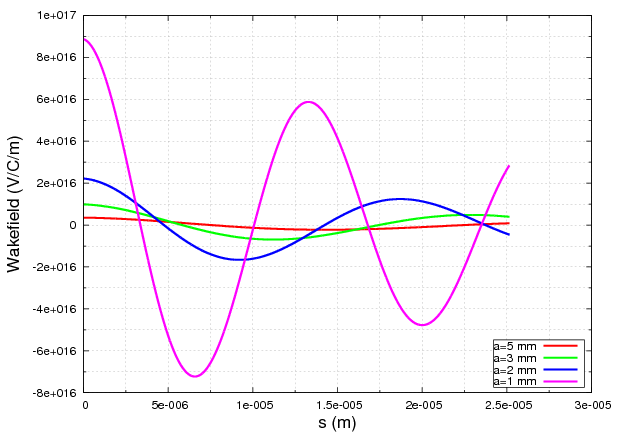 1e+017
8e+016
6e+016
4e+016
2e+016
0
-2e+016
-4e+016
-6e+016
-8e+016
Wakefield (V/C/m)
0 5e-006 1e-005 1.5e-005 2e-005 2.5e-005 3e-005
s (m)
a=5 mm
a=3 mm
a=2 mm
a=1 mm